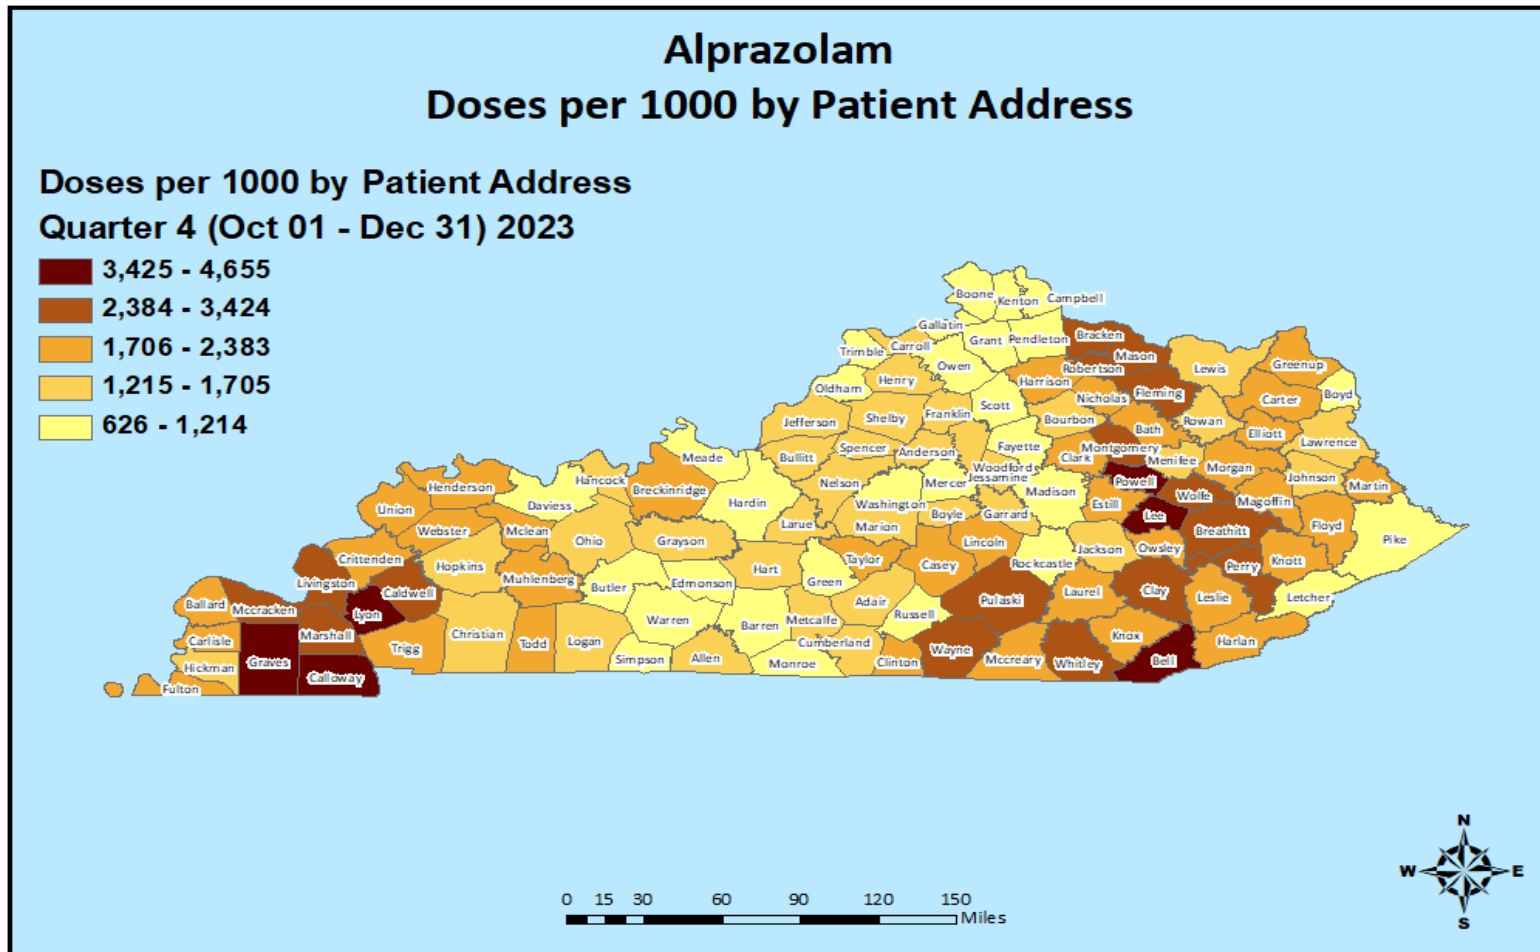 Alprazolam
Doses per 1000 by Patient Address
Doses per 1000 by Patient Address
Quarter 4 (Oct 01 - Dec 31) 2023
3,425 - 4,655
2,384 - 3,424
1,706 - 2,383
1,215 - 1,705
626 - 1,214
Boone
Kenton
Campbell
Gallatin
Grant
Pendleton
Bracken
Trimble
Carroll
Owen
Robertson
Mason
Lewis
Greenup
Oldham
Henry
Harrison
Nicholas
Fleming
Carter
Boyd
Jefferson
Shelby
Franklin
Scott
Bourbon
Bath
Rowan
Elliott
Lawrence
Meade
Bullitt
Spencer
Anderson
Woodford
Fayette
Clark
Montgomery
Menifee
Morgan
Johnson
Martin
Henderson
Daviess
Hancock
Breckinridge
Hardin
Nelson
Washington
Mercer
Jessamine
Madison
Estill
Powell
Wolfe
Magoffin
Floyd
Pike
Union
Webster
Mclean
Ohio
Grayson
Larue
Marion
Boyle
Garrard
Lincoln
Rockcastle
Jackson
Lee
Owsley
Breathitt
Perry
Knott
Letcher
Crittenden
Livingston
Caldwell
Hopkins
Muhlenberg
Butler
Edmonson
Hart
Green
Taylor
Casey
Pulaski
Laurel
Clay
Leslie
Ballard
Mccracken
Lyon
Marshall
Trigg
Christian
Todd
Logan
Warren
Barren
Metcalfe
Adair
Russell
Wayne
Mccreary
Whitley
Knox
Bell
Harlan
Carlisle
Hickman
Graves
Calloway
Fulton
Simpson
Allen
Monroe
Cumberland
Clinton
N
W
E
S
0 15 30 60 90 120 150
Miles